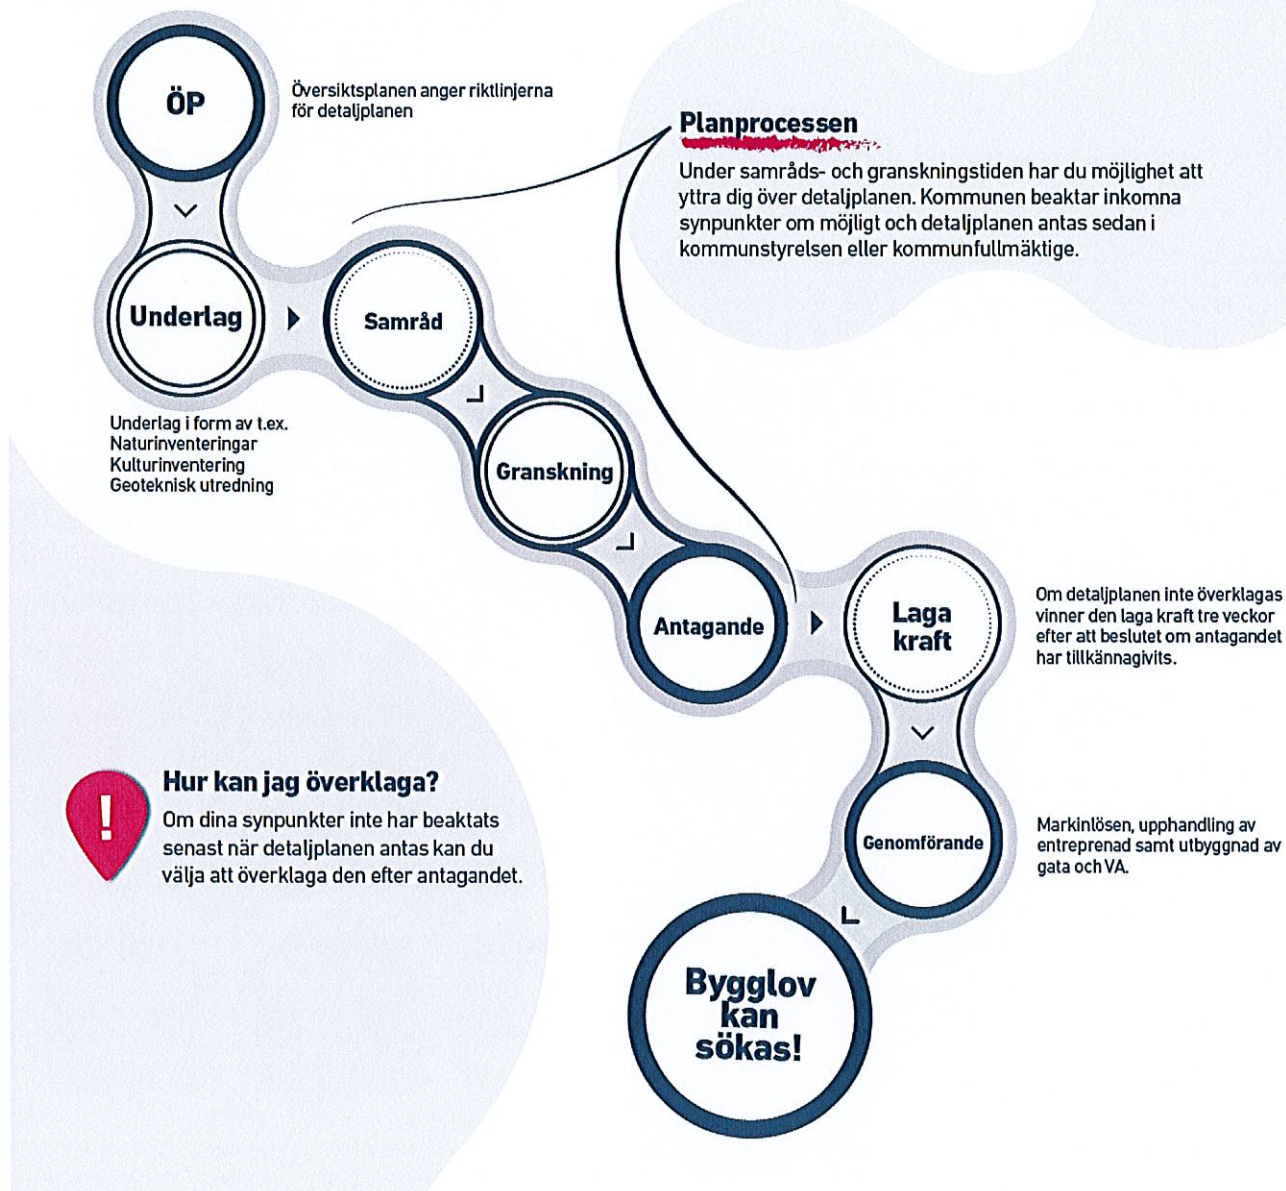 ÖP
Översiktsplanen anger riktlinjerna
för detaljplanen
Planprocessen
Under samråds- och granskningstiden har du möjlighet att
yttra dig över detaljplanen. Kommunen beaktar inkomna
synpunkter om möjligt och detaljplanen antas sedan i
kommunstyrelsen eller kommunfullmäktige.
Underlag
Samråd
Underlag i form av t.ex.
Naturinventeringar
Kulturinventering
Geoteknisk utredning
Granskning
Antagande
Laga
kraft
Om detaljplanen inte överklagas
vinner den laga kraft tre veckor
efter att beslutet om antagandet
har tillkännagivits.
!
Hur kan jag överklaga?
Om dina synpunkter inte har beaktats
senast när detaljplanen antas kan du
välja att överklaga den efter antagandet.
Genomförande
Markinlösen, upphandling av
entreprenad samt utbyggnad av
gata och VA.
Bygglov
kan
sökas!